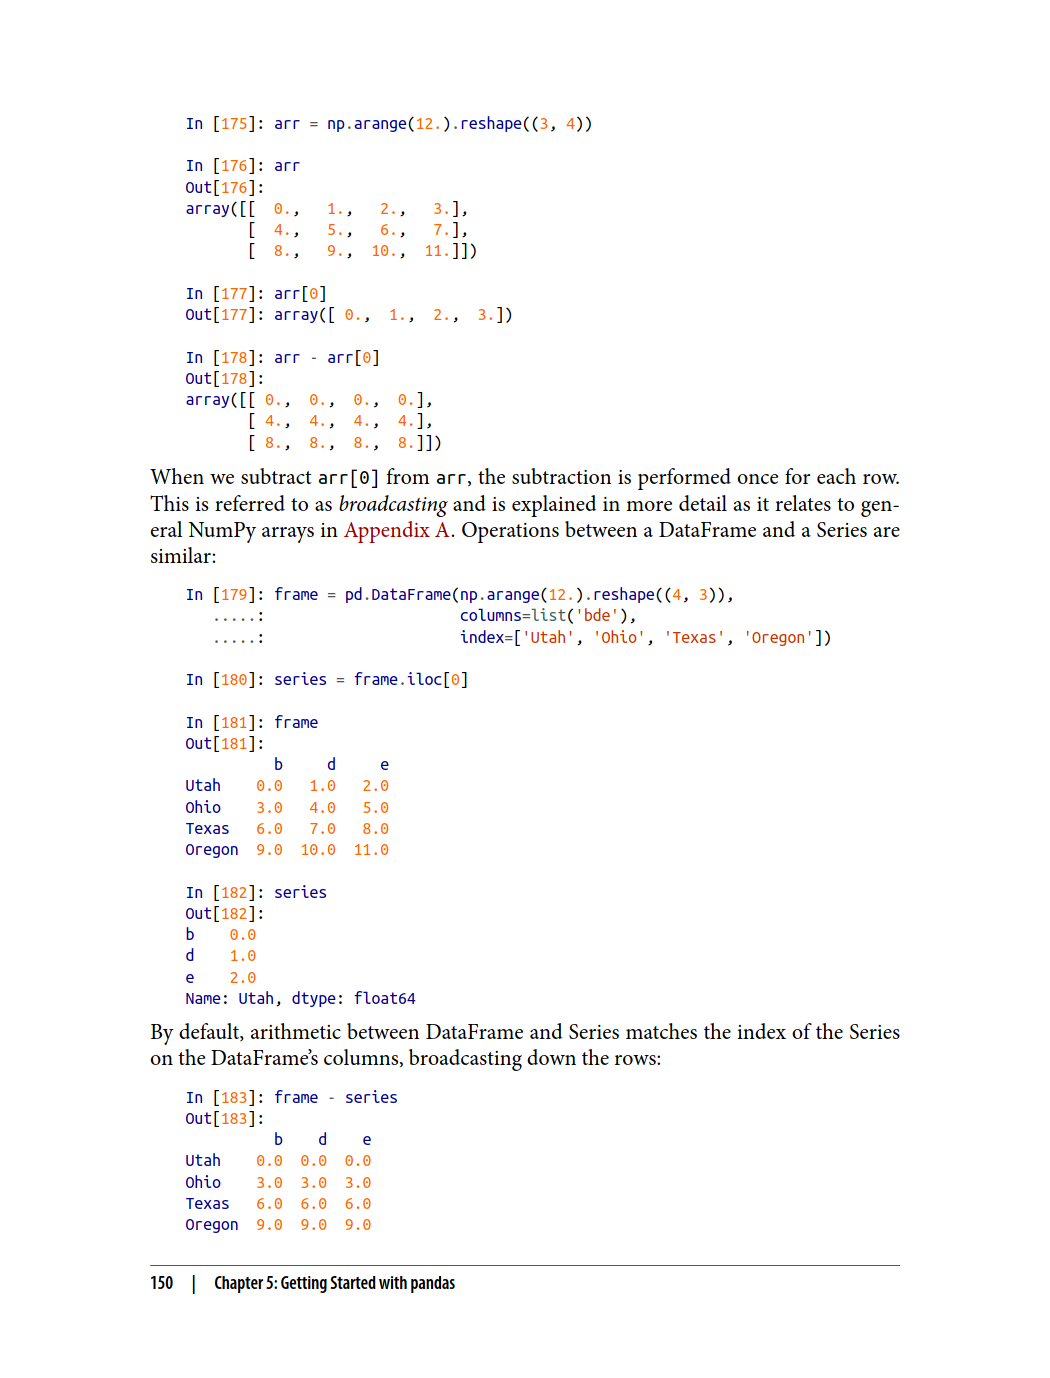 In [175]: arr = np.arange(12.).reshape((3, 4))
In [176]: arr
Out[176]:
array([[  0.,   1.,   2.,   3.],
       [  4.,   5.,   6.,   7.],
       [  8.,   9.,  10.,  11.]])
In [177]: arr[0]
Out[177]: array([ 0.,  1.,  2.,  3.])
In [178]: arr - arr[0]
Out[178]:
array([[ 0.,  0.,  0.,  0.],
       [ 4.,  4.,  4.,  4.],
       [ 8.,  8.,  8.,  8.]])
When we subtract arr[0] from arr, the subtraction is performed once for each row.
This is referred to as broadcasting and is explained in more detail as it relates to gen-
eral NumPy arrays in Appendix A. Operations between a DataFrame and a Series are
similar:
In [179]: frame = pd.DataFrame(np.arange(12.).reshape((4, 3)),
   .....:                      columns=list('bde'),
   .....:                      index=['Utah', 'Ohio', 'Texas', 'Oregon'])
In [180]: series = frame.iloc[0]
In [181]: frame
Out[181]:
          b     d     e
Utah    0.0   1.0   2.0
Ohio    3.0   4.0   5.0
Texas   6.0   7.0   8.0
Oregon  9.0  10.0  11.0
In [182]: series
Out[182]:
b    0.0
d    1.0
e    2.0
Name: Utah, dtype: float64
By default, arithmetic between DataFrame and Series matches the index of the Series
on the DataFrame’s columns, broadcasting down the rows:
In [183]: frame - series
Out[183]:
          b    d    e
Utah    0.0  0.0  0.0
Ohio    3.0  3.0  3.0
Texas   6.0  6.0  6.0
Oregon  9.0  9.0  9.0
150 | Chapter 5: Getting Started with pandas